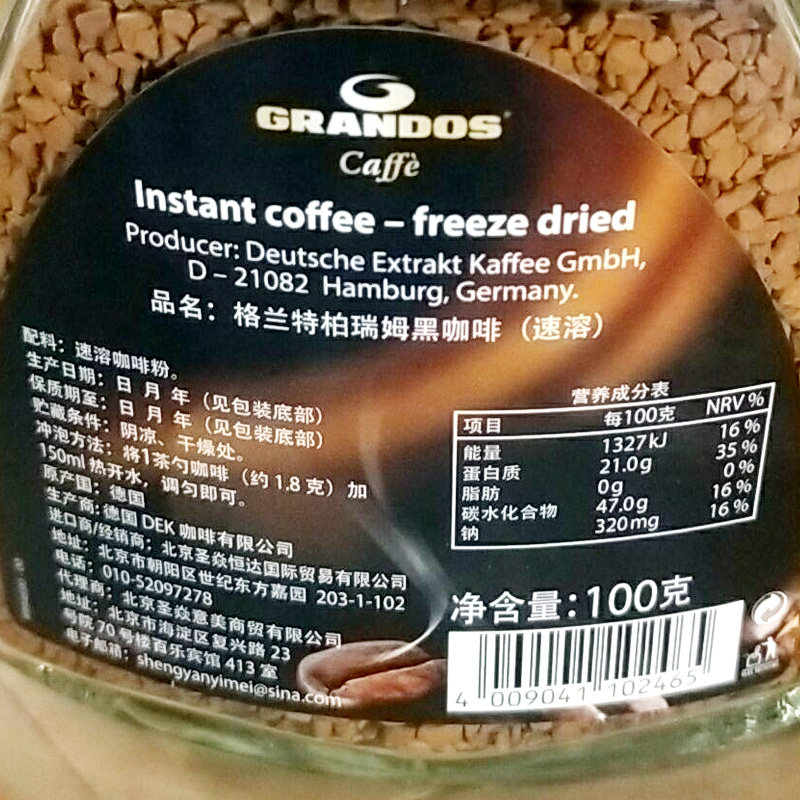 GRANDOS
Caffè
Instant coffee – freeze dried
Producer: Deutsche Extrakt Kaffee GmbH,
D – 21082 Hamburg, Germany.
品名：格兰特柏瑞姆黑咖啡（速溶）
配料：速溶咖啡粉。
生产日期：日 月 年（见包装底部）
保质期至：日 月 年（见包装底部）
贮藏条件：阴凉、干燥处。
冲泡方法：将1茶勺咖啡（约1.8克）加
150ml热开水，调匀即可。
原产国：德国
生产商：德国DEK咖啡有限公司
进口商/经销商：北京圣焱恒达国际贸易有限公司
地址：北京市朝阳区世纪东方嘉园 203-1-102
电话：010-52097278
代理商：北京圣焱意美商贸有限公司
地址：北京市海淀区复兴路 23
号院 70 号楼百乐宾馆 413 室
电子邮箱：shengyanyimei@sina.com
营养成分表
项目 每100克 NRV %
能量 1327kJ 16 %
蛋白质 21.0g 35 %
脂肪 0g 0 %
碳水化合物 47.0g 16 %
钠 320mg 16 %
净含量：100克
4 009041 102465